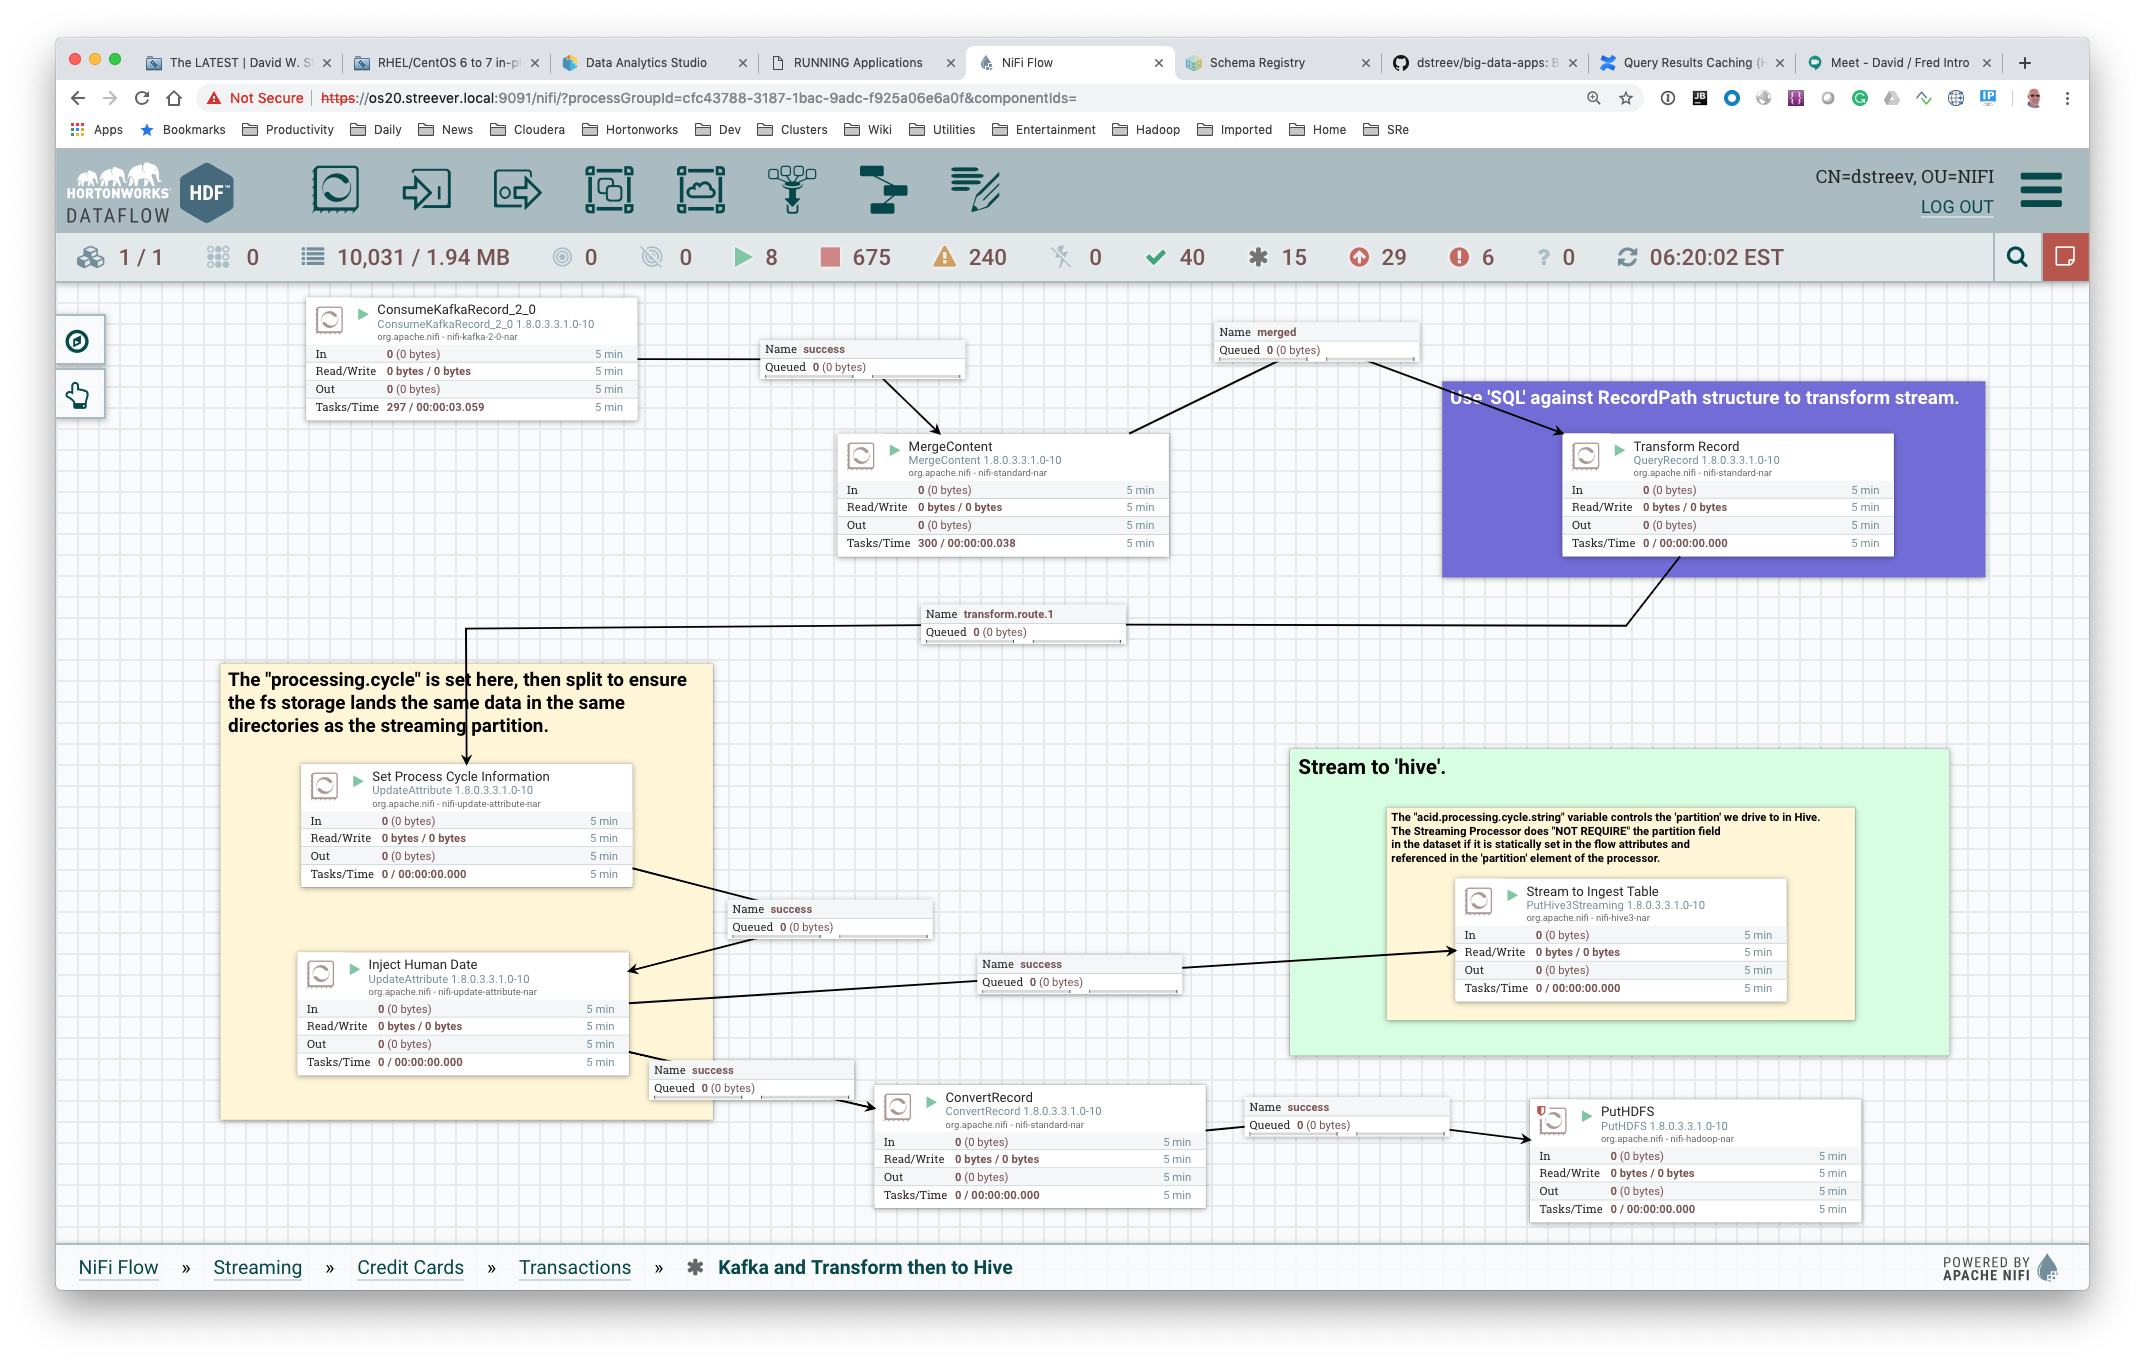 The LATEST | David W. S
RHEL/CentOS 6 to 7 in-pl
Data Analytics Studio
RUNNING Applications
NiFi Flow
Schema Registry
dstreev/big-data-apps: B
Query Results Caching (H
Meet - David / Fred Intro
Not Secure | https://os20.streever.local:9091/nifi/?processGroupId=cfc43788-3187-1bac-9adc-f925a06e6a0f&componentIds=
Apps Bookmarks Productivity Daily News Cloudera Hortonworks Dev Clusters Wiki Utilities Entertainment Hadoop Imported Home SRe
HORTONWORKS
DATAFLOW
HDF™
CN=dstreev, OU=NIFI
LOG OUT
1 / 1 0 10,031 / 1.94 MB 0 0 8 675 240 0 40 15 29 6 ? 0 06:20:02 EST
ConsumeKafkaRecord_2_0
ConsumeKafkaRecord_2_0 1.8.0.3.3.1.0-10
org.apache.nifi - nifi-kafka-2-0-nar
In 0 (0 bytes) 5 min
Read/Write 0 bytes / 0 bytes 5 min
Out 0 (0 bytes) 5 min
Tasks/Time 297 / 00:00:03.059 5 min
Name success
Queued 0 (0 bytes)
Name merged
Queued 0 (0 bytes)
MergeContent
MergeContent 1.8.0.3.3.1.0-10
org.apache.nifi - nifi-standard-nar
In 0 (0 bytes) 5 min
Read/Write 0 bytes / 0 bytes 5 min
Out 0 (0 bytes) 5 min
Tasks/Time 300 / 00:00:00.038 5 min
Use 'SQL' against RecordPath structure to transform stream.
Transform Record
QueryRecord 1.8.0.3.3.1.0-10
org.apache.nifi - nifi-standard-nar
In 0 (0 bytes) 5 min
Read/Write 0 bytes / 0 bytes 5 min
Out 0 (0 bytes) 5 min
Tasks/Time 0 / 00:00:00.000 5 min
Name transform.route.1
Queued 0 (0 bytes)
The "processing.cycle" is set here, then split to ensure
the fs storage lands the same data in the same
directories as the streaming partition.
Set Process Cycle Information
UpdateAttribute 1.8.0.3.3.1.0-10
org.apache.nifi - nifi-update-attribute-nar
In 0 (0 bytes) 5 min
Read/Write 0 bytes / 0 bytes 5 min
Out 0 (0 bytes) 5 min
Tasks/Time 0 / 00:00:00.000 5 min
Name success
Queued 0 (0 bytes)
Inject Human Date
UpdateAttribute 1.8.0.3.3.1.0-10
org.apache.nifi - nifi-update-attribute-nar
In 0 (0 bytes) 5 min
Read/Write 0 bytes / 0 bytes 5 min
Out 0 (0 bytes) 5 min
Tasks/Time 0 / 00:00:00.000 5 min
Name success
Queued 0 (0 bytes)
Stream to 'hive'.
The "acid.processing.cycle.string" variable controls the 'partition' we drive to in Hive.
The Streaming Processor does "NOT REQUIRE" the partition field
in the dataset if it is statically set in the flow attributes and
referenced in the 'partition' element of the processor.
Stream to Ingest Table
PutHive3Streaming 1.8.0.3.3.1.0-10
org.apache.nifi - nifi-hive3-nar
In 0 (0 bytes) 5 min
Read/Write 0 bytes / 0 bytes 5 min
Out 0 (0 bytes) 5 min
Tasks/Time 0 / 00:00:00.000 5 min
Name success
Queued 0 (0 bytes)
ConvertRecord
ConvertRecord 1.8.0.3.3.1.0-10
org.apache.nifi - nifi-standard-nar
In 0 (0 bytes) 5 min
Read/Write 0 bytes / 0 bytes 5 min
Out 0 (0 bytes) 5 min
Tasks/Time 0 / 00:00:00.000 5 min
Name success
Queued 0 (0 bytes)
PutHDFS
PutHDFS 1.8.0.3.3.1.0-10
org.apache.nifi - nifi-hadoop-nar
In 0 (0 bytes) 5 min
Read/Write 0 bytes / 0 bytes 5 min
Out 0 (0 bytes) 5 min
Tasks/Time 0 / 00:00:00.000 5 min
NiFi Flow » Streaming » Credit Cards » Transactions » Kafka and Transform then to Hive
POWERED BY
APACHE NIFI